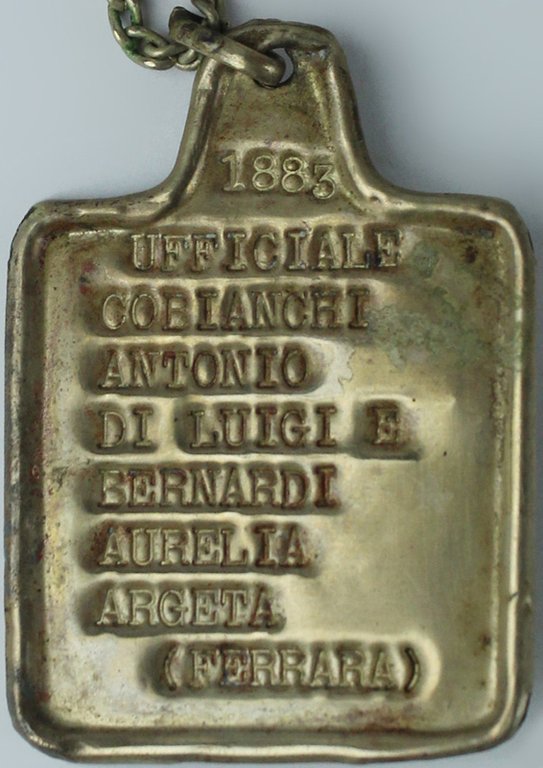 1883
UFFICIALE
COBIANCHI
ANTONIO
DI LUIGI E
BERNARDI
AURELIA
ARGETA
(FERRARA)